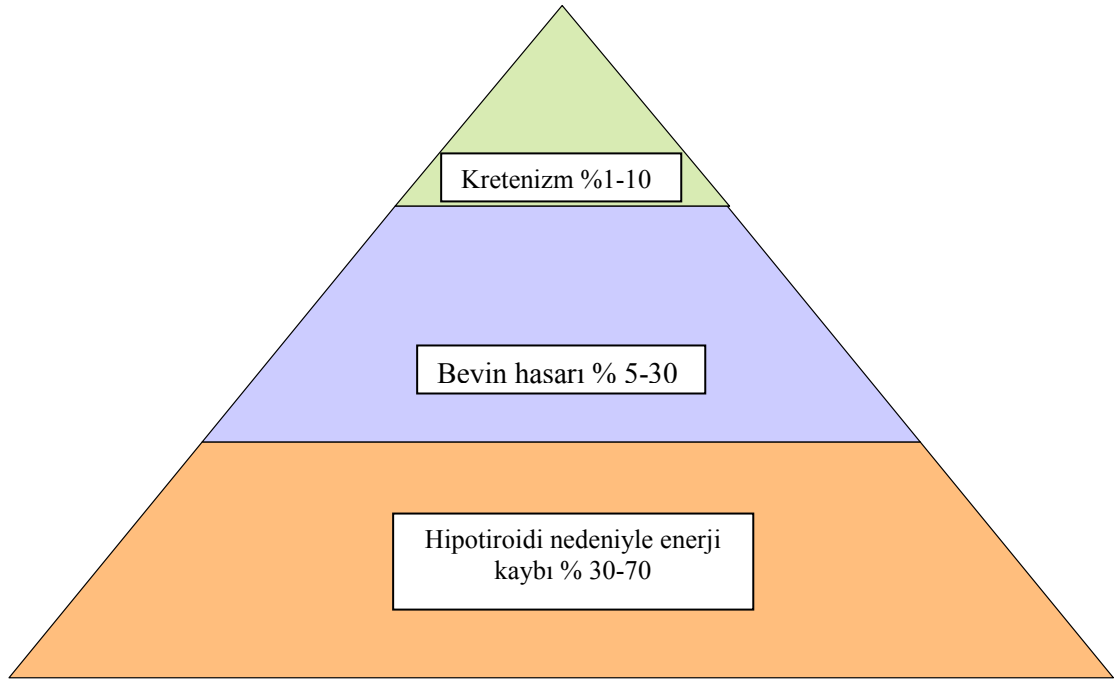 Kretenizm %1-10
Bevin hasarı % 5-30
Hipotiroidi nedeniyle enerji
kaybı % 30-70